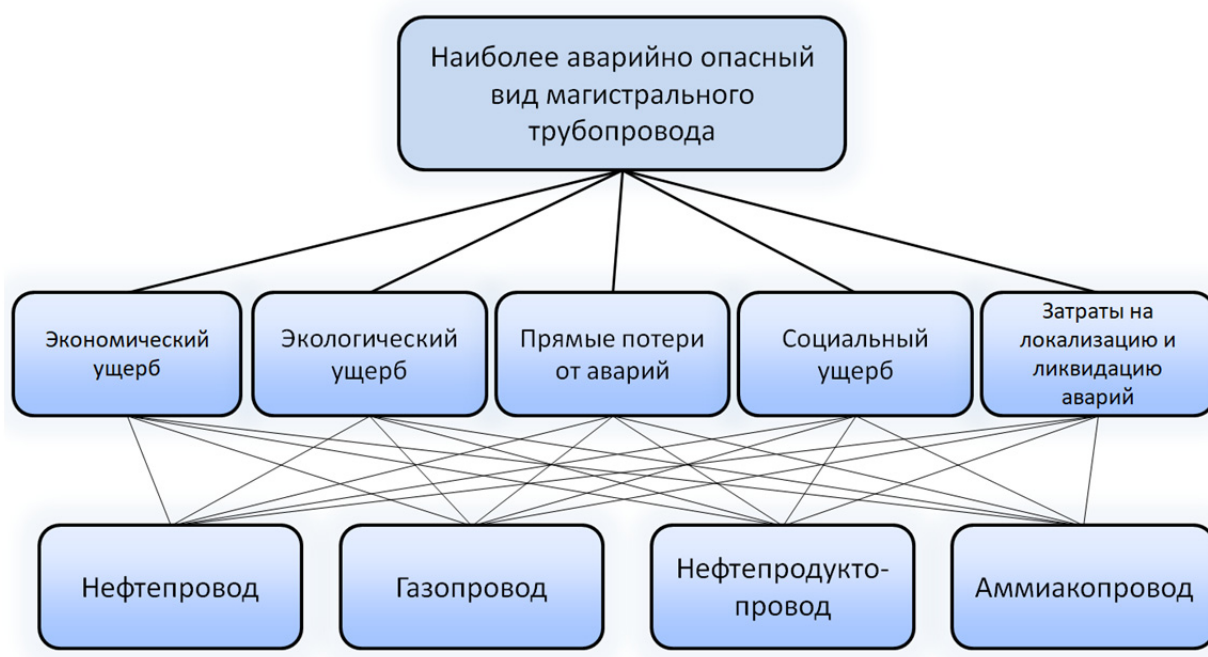 Наиболее аварийно опасный
вид магистрального
трубопровода
Экономический
ущерб
Экологический
ущерб
Прямые потери
от аварий
Социальный
ущерб
Затраты на
локализацию и
ликвидацию
аварий
Нефтепровод
Газопровод
Нефтепродукто-
провод
Аммиакопровод